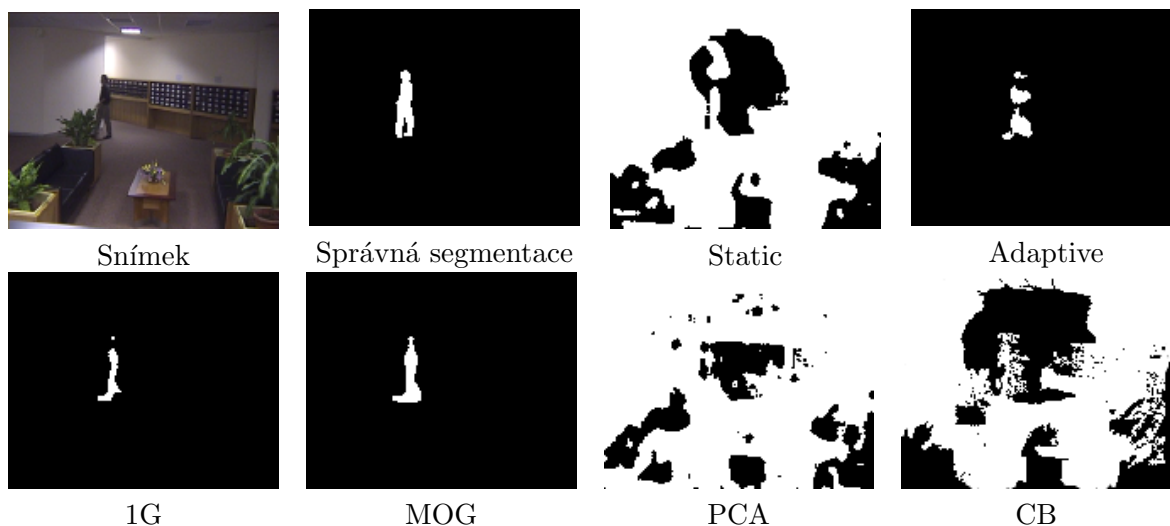 Snímek
Správná segmentace
Static
Adaptive
1G
MOG
PCA
CB